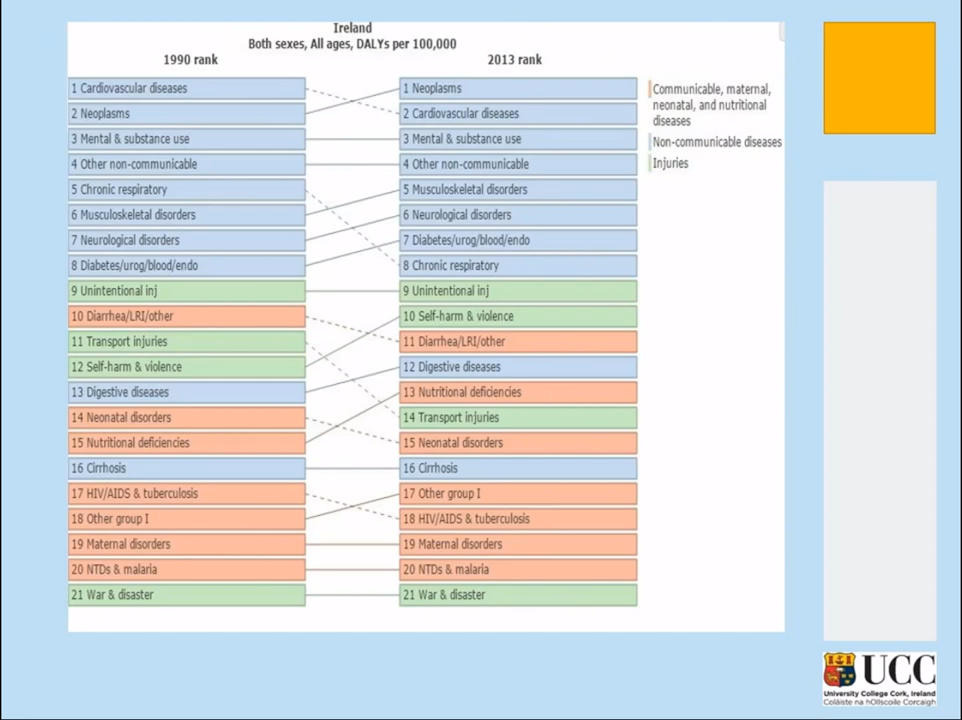 Ireland
Both sexes, All ages, DALYs per 100,000
1990 rank
1 Cardiovascular diseases
2 Neoplasms
3 Mental & substance use
4 Other non-communicable
5 Chronic respiratory
6 Musculoskeletal disorders
7 Neurological disorders
8 Diabetes/urog/blood/endo
9 Unintentional inj
10 Diarrhea/LRI/other
11 Transport injuries
12 Self-harm & violence
13 Digestive diseases
14 Neonatal disorders
15 Nutritional deficiencies
16 Cirrhosis
17 HIV/AIDS & tuberculosis
18 Other group I
19 Maternal disorders
20 NTDs & malaria
21 War & disaster
2013 rank
1 Neoplasms
2 Cardiovascular diseases
3 Mental & substance use
4 Other non-communicable
5 Musculoskeletal disorders
6 Neurological disorders
7 Diabetes/urog/blood/endo
8 Chronic respiratory
9 Unintentional inj
10 Self-harm & violence
11 Diarrhea/LRI/other
12 Digestive diseases
13 Nutritional deficiencies
14 Transport injuries
15 Neonatal disorders
16 Cirrhosis
17 Other group I
18 HIV/AIDS & tuberculosis
19 Maternal disorders
20 NTDs & malaria
21 War & disaster
Communicable, maternal,
neonatal, and nutritional
diseases
Non-communicable diseases
Injuries
UCC
University College Cork, Ireland
Coláiste na hOllscoile Corcaigh